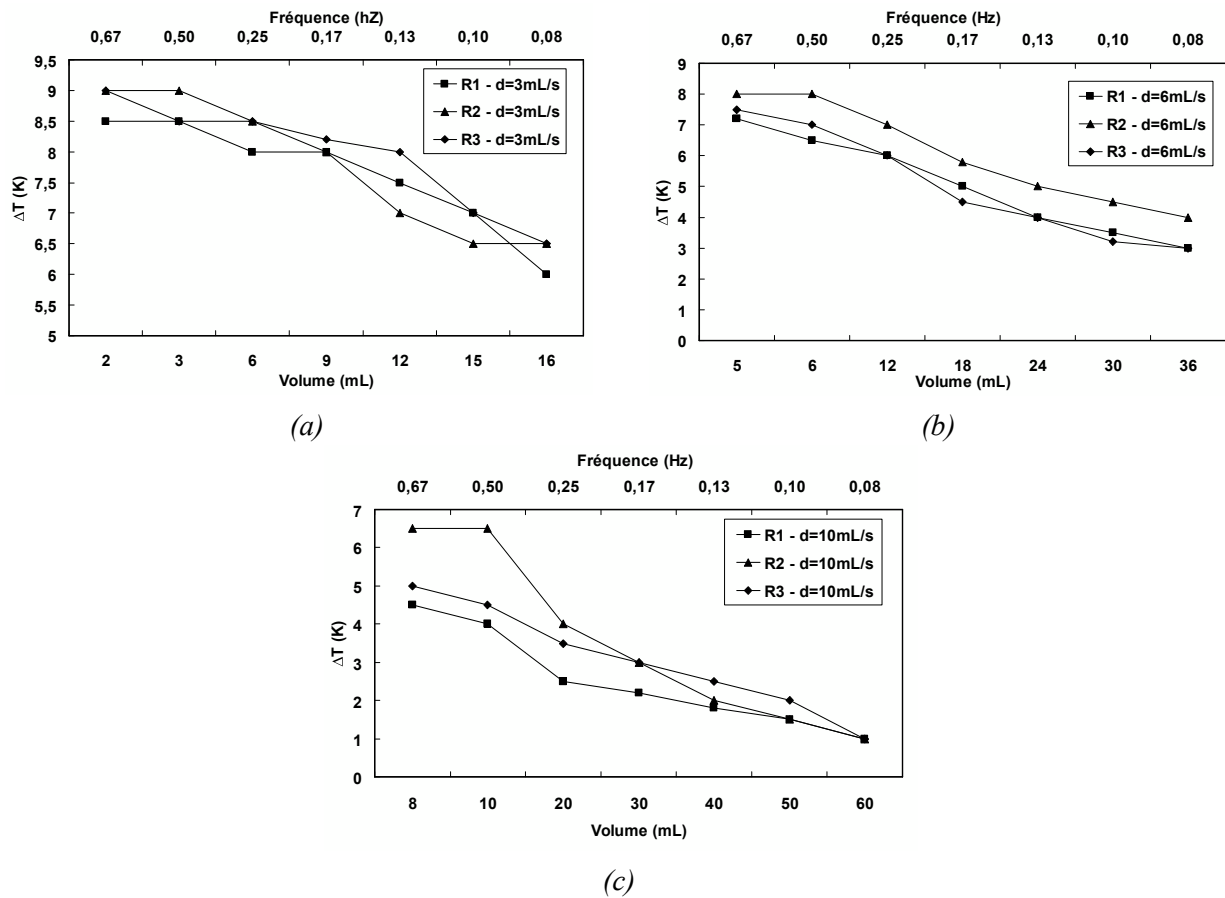 Fréquence (hZ)
0,67 0,50 0,25 0,17 0,13 0,10 0,08
9,5
9
8,5
8
7,5
7
6,5
6
5,5
5
ΔT (K)
R1 - d=3mL/s
R2 - d=3mL/s
R3 - d=3mL/s
2 3 6 9 12 15 16
Volume (mL)
(a)
Fréquence (Hz)
0,67 0,50 0,25 0,17 0,13 0,10 0,08
9
8
7
6
5
4
3
2
1
0
ΔT (K)
R1 - d=6mL/s
R2 - d=6mL/s
R3 - d=6mL/s
5 6 12 18 24 30 36
Volume (mL)
(b)
Fréquence (Hz)
0,67 0,50 0,25 0,17 0,13 0,10 0,08
7
6
5
4
3
2
1
0
ΔT (K)
R1 - d=10mL/s
R2 - d=10mL/s
R3 - d=10mL/s
8 10 20 30 40 50 60
Volume (mL)
(c)